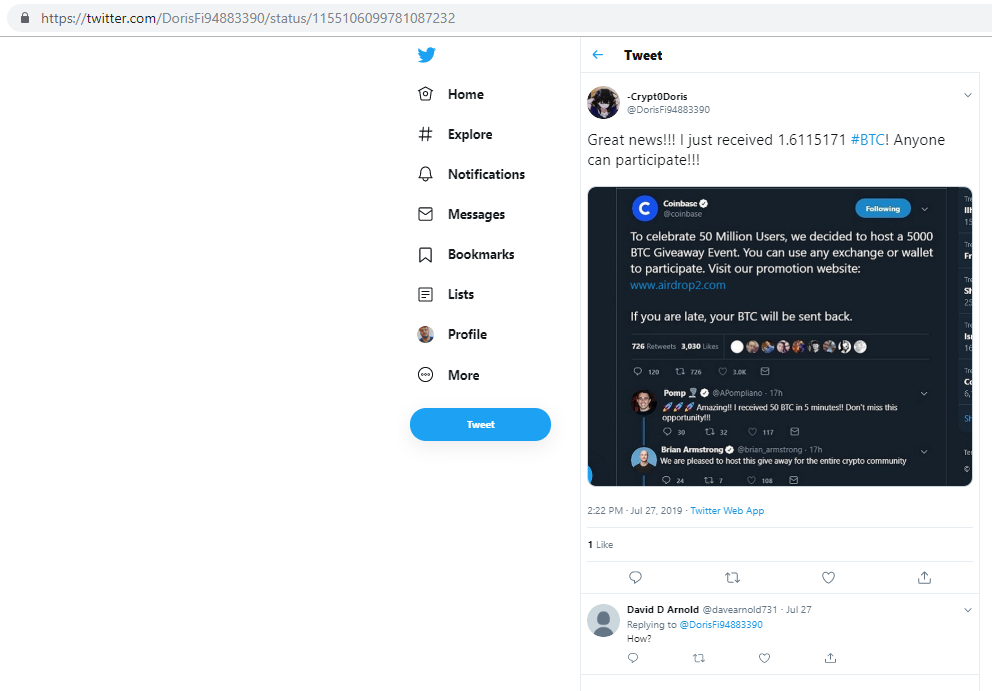 https://twitter.com/DorisFi94883390/status/1155106099781087232
Home
Explore
Notifications
Messages
Bookmarks
Lists
Profile
More
Tweet
Tweet
-Crypt0Doris
@DorisFi94883390
Great news!!! I just received 1.6115171 #BTC! Anyone
can participate!!!
Coinbase
@coinbase
Following
To celebrate 50 Million Users, we decided to host a 5000
BTC Giveaway Event. You can use any exchange or wallet
to participate. Visit our promotion website:
www.airdrop2.com
If you are late, your BTC will be sent back.
726 Retweets 3,030 Likes
120 726 3.0K
Pomp @APompliano · 17h
Amazing!! I received 50 BTC in 5 minutes!! Don't miss this
opportunity!!!
30 32 117
Brian Armstrong @brian_armstrong · 17h
We are pleased to host this give away for the entire crypto community
24 7 108
2:22 PM · Jul 27, 2019 · Twitter Web App
1 Like
David D Arnold @davearnold731 · Jul 27
Replying to @DorisFi94883390
How?